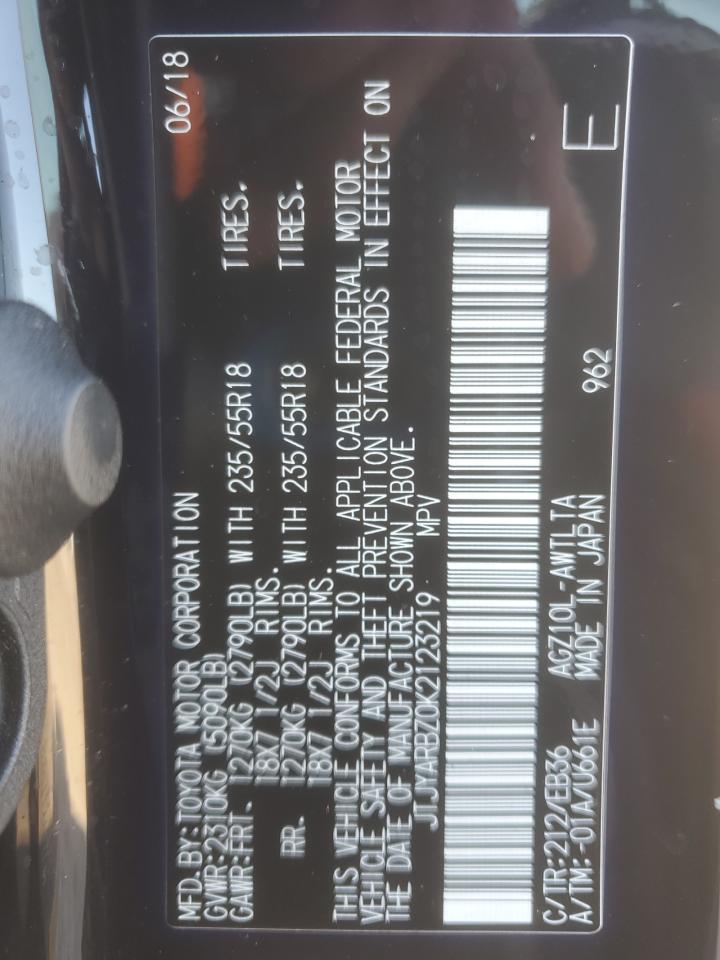 MFD.BY:TOYOTA MOTOR CORPORATION 06/18
GVWR:2310KG (5090LB)
GAWR:FRT. 1270KG (2790LB) WITH 235/55R18 TIRES.
18X7 1/2J RIMS.
RR. 1270KG (2790LB) WITH 235/55R18 TIRES.
18X7 1/2J RIMS.
THIS VEHICLE CONFORMS TO ALL APPLICABLE FEDERAL MOTOR
VEHICLE SAFETY AND THEFT PREVENTION STANDARDS IN EFFECT ON
THE DATE OF MANUFACTURE SHOWN ABOVE.
JTJYARBZ0K2123219 MPV
C/TR:212/EB36 AGZ10L-AWTLTA 962 E
A/TM:-01A/U661E MADE IN JAPAN